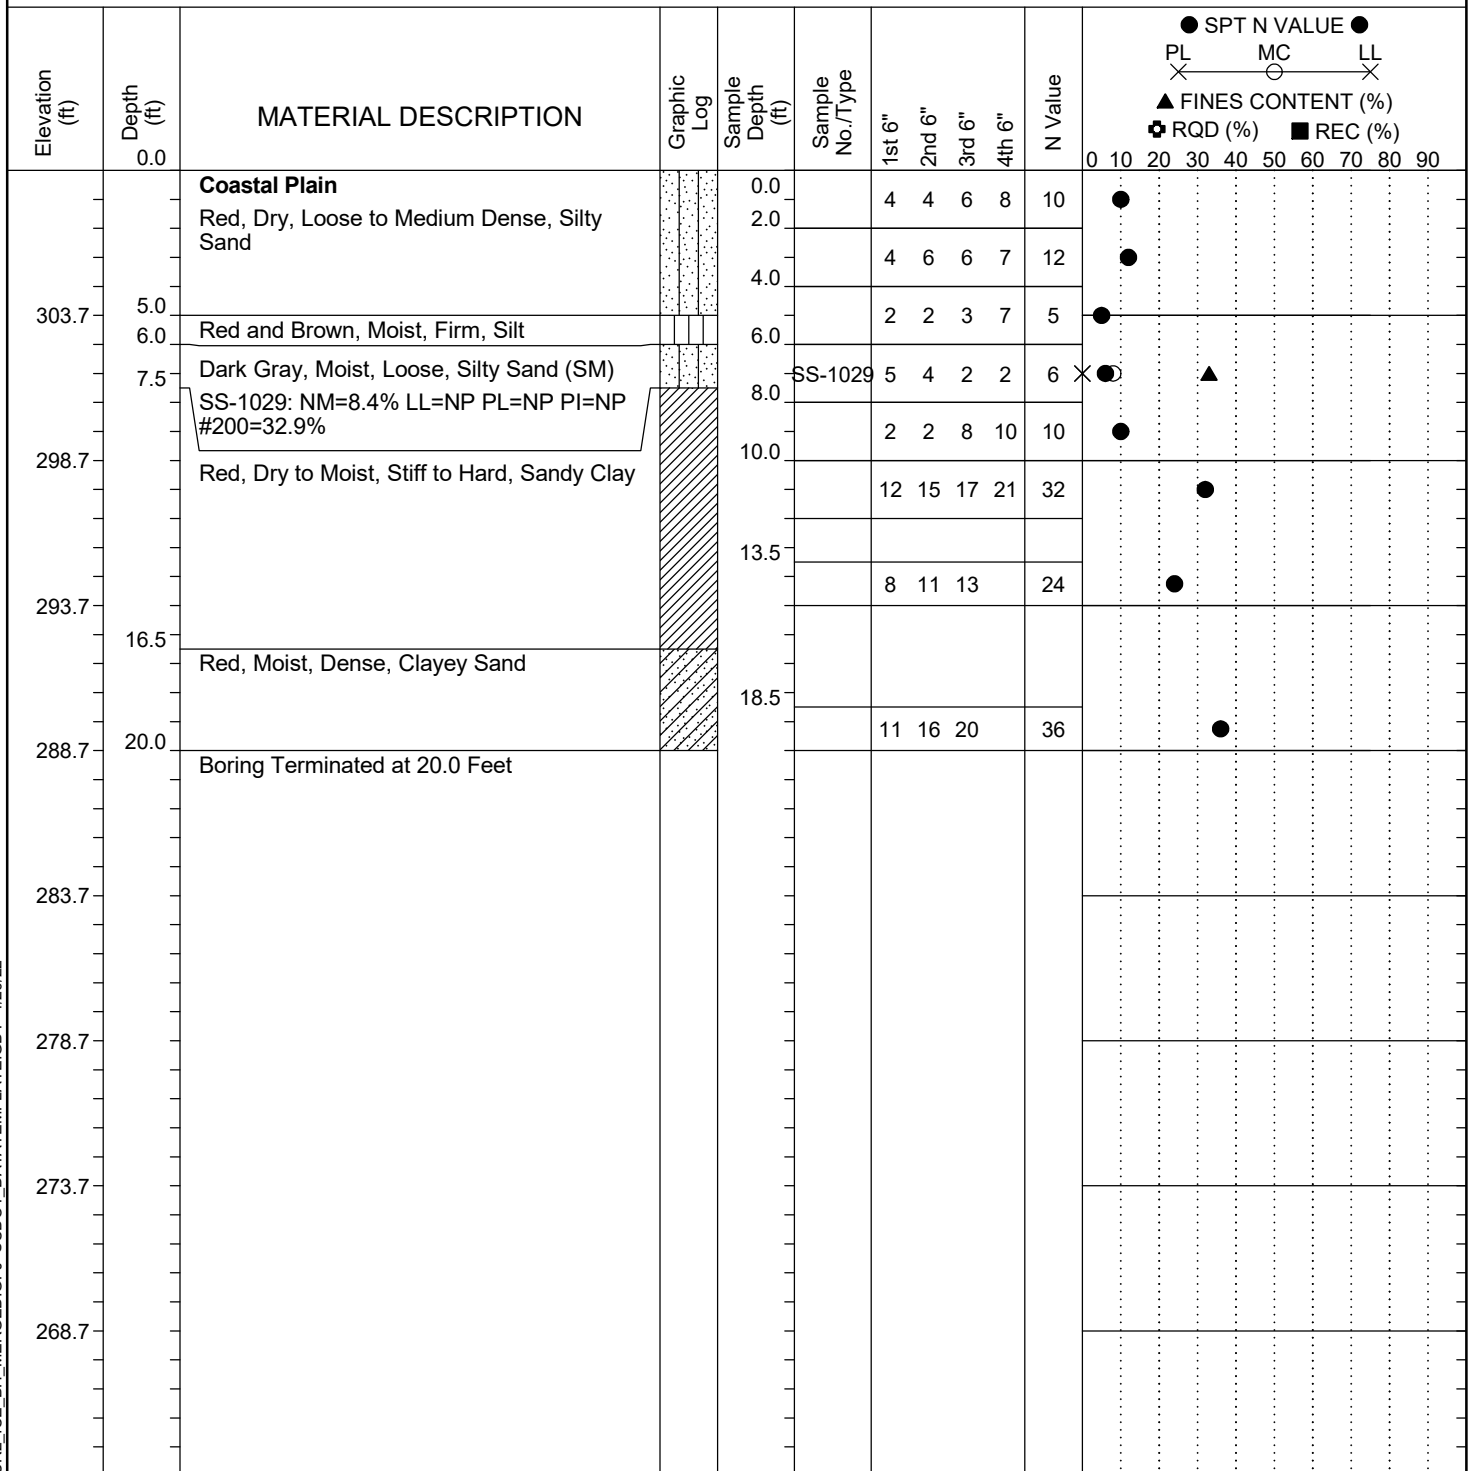 Elevation (ft)
Depth (ft)
0.0
MATERIAL DESCRIPTION
Graphic Log
Sample Depth (ft)
Sample No./Type
1st 6"
2nd 6"
3rd 6"
4th 6"
N Value
● SPT N VALUE ●
PL MC LL
▲ FINES CONTENT (%)
RQD (%) ■ REC (%)
0 10 20 30 40 50 60 70 80 90
Coastal Plain
0.0
4 4 6 8 10
Red, Dry, Loose to Medium Dense, Silty
Sand
2.0
4 6 6 7 12
4.0
303.7
5.0
2 2 3 7 5
6.0
Red and Brown, Moist, Firm, Silt
6.0
7.5
Dark Gray, Moist, Loose, Silty Sand (SM)
SS-1029 5 4 2 2 6
8.0
SS-1029: NM=8.4% LL=NP PL=NP PI=NP
#200=32.9%
2 2 8 10 10
10.0
298.7
Red, Dry to Moist, Stiff to Hard, Sandy Clay
12 15 17 21 32
13.5
8 11 13 24
293.7
16.5
Red, Moist, Dense, Clayey Sand
18.5
11 16 20 36
20.0
288.7
Boring Terminated at 20.0 Feet
283.7
278.7
273.7
268.7